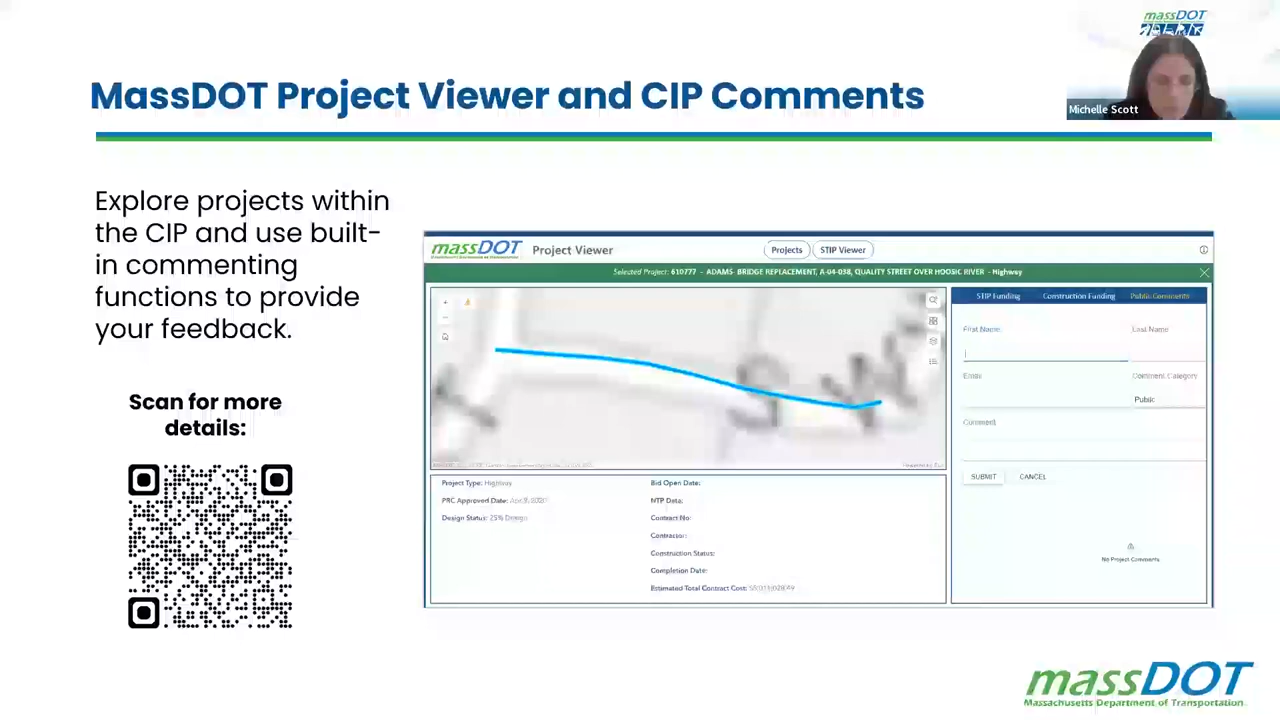 massDOT
Michelle Scott
MassDOT Project Viewer and CIP Comments
Explore projects within
the CIP and use built-
in commenting
functions to provide
your feedback.
Scan for more
details:
massDOT Project Viewer
Projects
STIP Viewer
Selected Project: 610777 - ADAMS- BRIDGE REPLACEMENT, A-04-038, QUALITY STREET OVER HOOSIC RIVER - Highway
STIP Funding
Construction Funding
Public Comments
First Name
Last Name
Email
Comment Category
Public
Comment
SUBMIT
CANCEL
No Project Comments
Project Type: Highway
PRC Approved Date:
Design Status: 25% Design
Bid Open Date:
NTP Date:
Contract No:
Contractor:
Construction Status:
Completion Date:
Estimated Total Contract Cost:
massDOT
Massachusetts Department of Transportation